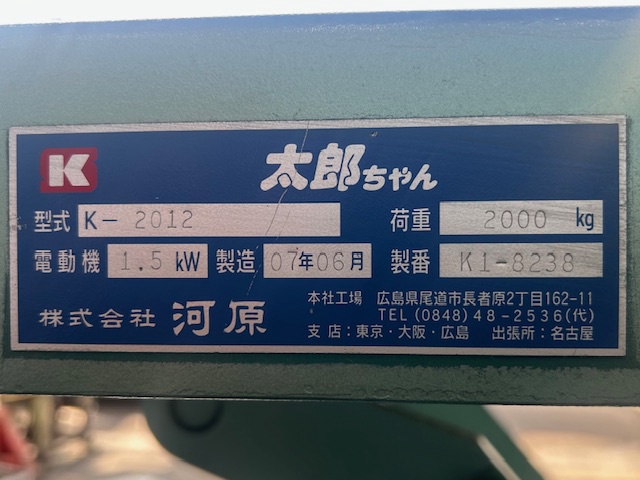 K
太郎ちゃん
型式 K-2012 荷重 2000 kg
電動機 1.5 kW 製造 07年06月 製番 K1-8238
株式会社 河原
本社工場 広島県尾道市長者原2丁目162-11
TEL (0848) 48-2536(代)
支店:東京・大阪・広島 出張所:名古屋